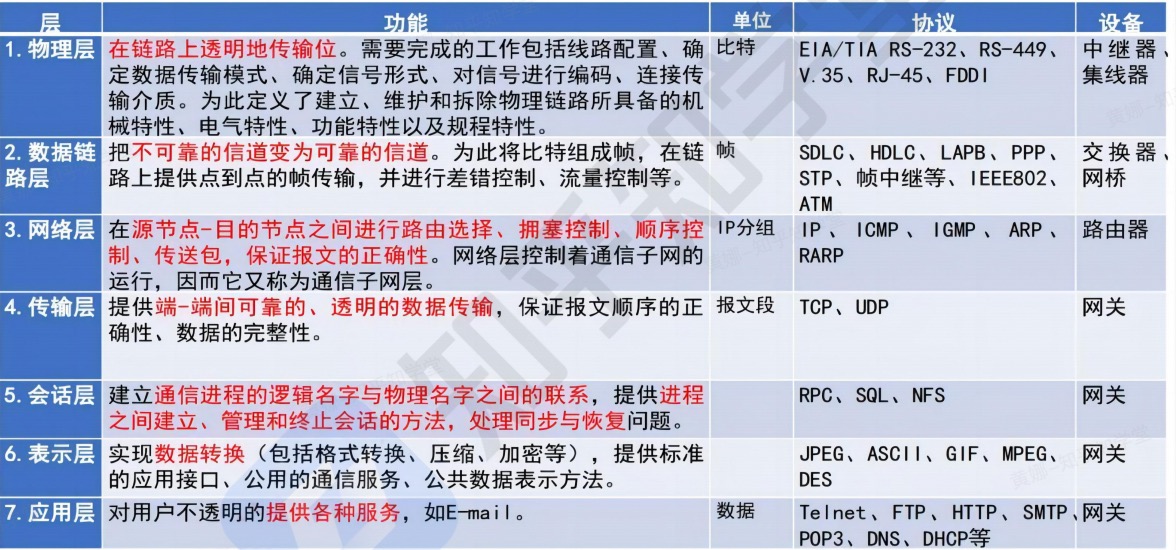 层 功能 单位 协议 设备
1.物理层 在链路上透明地传输位。需要完成的工作包括线路配置、确 比特 EIA/TIA RS-232、RS-449、 中继器、
定数据传输模式、确定信号形式、对信号进行编码、连接传 V.35、RJ-45、FDDI 集线器
输介质。为此定义了建立、维护和拆除物理链路所具备的机
械特性、电气特性、功能特性以及规程特性。
2.数据链 把不可靠的信道变为可靠的信道。为此将比特组成帧，在链 帧 SDLC、HDLC、LAPB、PPP、 交换器、
路层 路上提供点到点的帧传输，并进行差错控制、流量控制等。 STP、帧中继等、IEEE802、 网桥
ATM
3.网络层 在源节点-目的节点之间进行路由选择、拥塞控制、顺序控 IP分组 IP、ICMP、IGMP、ARP、 路由器
制、传送包，保证报文的正确性。网络层控制着通信子网的 RARP
运行，因而它又称为通信子网层。
4.传输层 提供端-端间可靠的、透明的数据传输，保证报文顺序的正 报文段 TCP、UDP 网关
确性、数据的完整性。
5.会话层 建立通信进程的逻辑名字与物理名字之间的联系，提供进程 RPC、SQL、NFS 网关
之间建立、管理和终止会话的方法，处理同步与恢复问题。
6.表示层 实现数据转换（包括格式转换、压缩、加密等），提供标准 JPEG、ASCII、GIF、MPEG、 网关
的应用接口、公用的通信服务、公共数据表示方法。 DES
7.应用层 对用户不透明的提供各种服务，如E-mail。 数据 Telnet、FTP、HTTP、SMTP、 网关
POP3、DNS、DHCP等